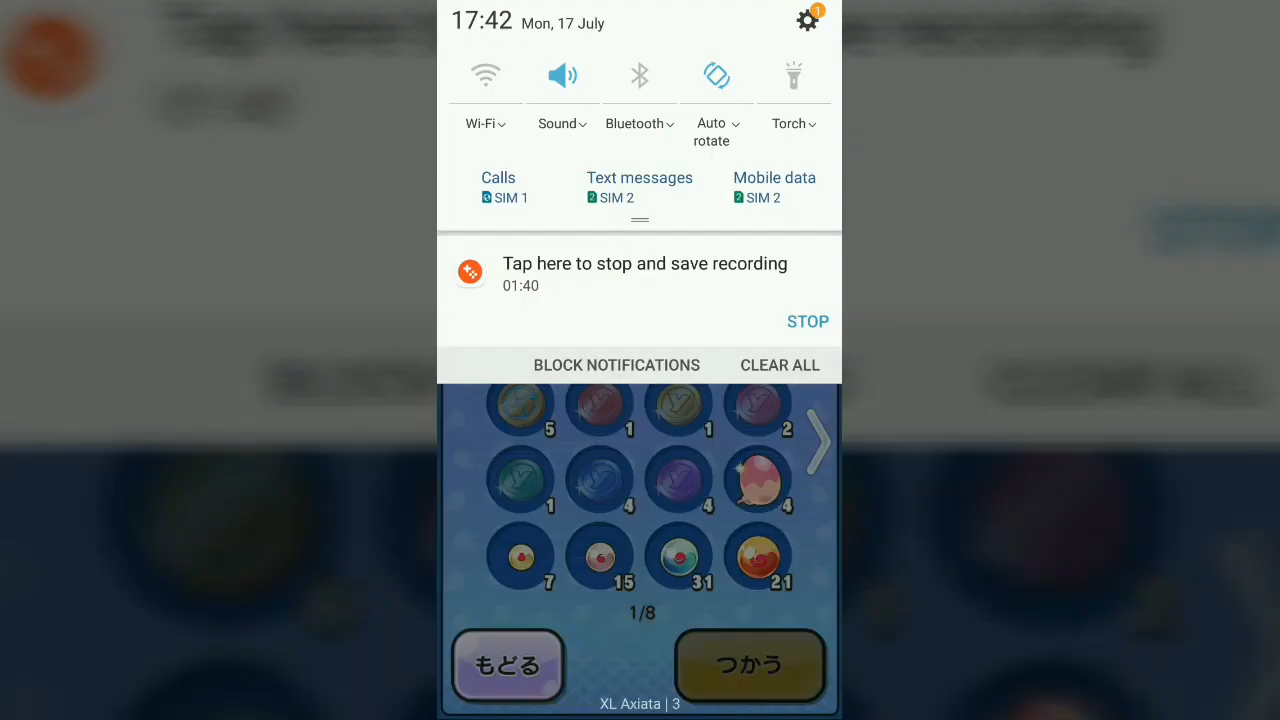 17:42 Mon, 17 July 1
Wi-Fi Sound Bluetooth Auto rotate Torch
Calls Text messages Mobile data
SIM 1 2 SIM 2 2 SIM 2
Tap here to stop and save recording
01:40
STOP
BLOCK NOTIFICATIONS CLEAR ALL
5 1 1 2
1 4 4 4
7 15 31 21
1/8
もどる つかう
XL Axiata | 3